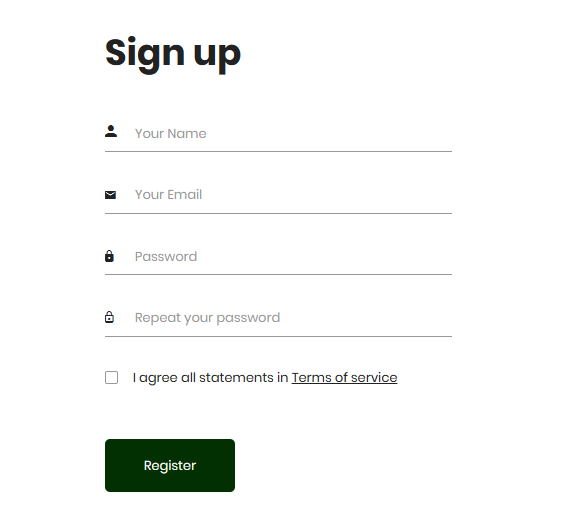 Sign up
Your Name
Your Email
Password
Repeat your password
I agree all statements in Terms of service
Register